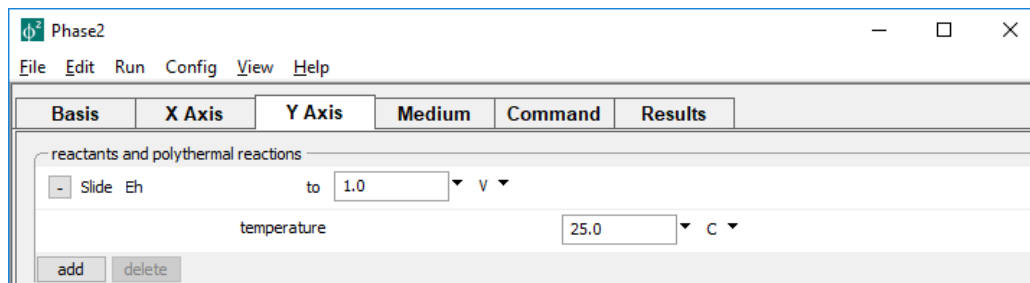 ϕ² Phase2
File Edit Run Config View Help
Basis X Axis Y Axis Medium Command Results
reactants and polythermal reactions
- Slide Eh to 1.0 V
temperature 25.0 C
add delete